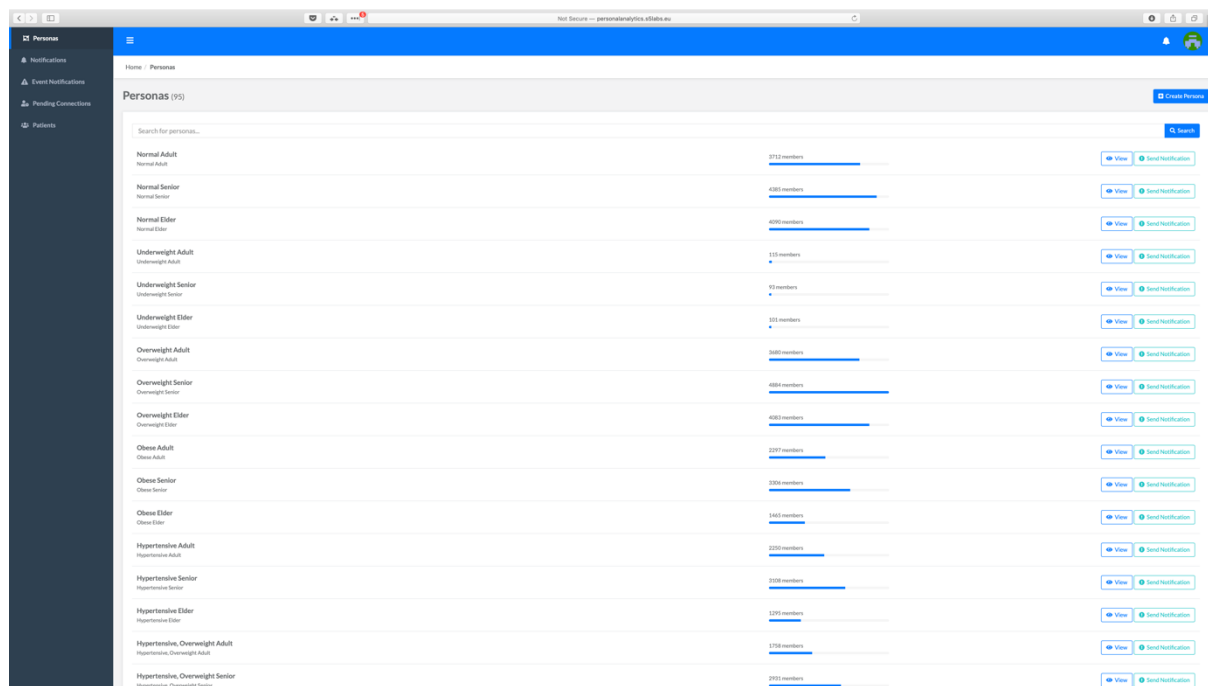 Not Secure — personalanalytics.s5labs.eu
Personas
Notifications
Event Notifications
Pending Connections
Patients
Home / Personas
Personas (95)
Create Persona
Search for personas...
Search
Normal Adult
Normal Adult
3712 members
View
Send Notification
Normal Senior
Normal Senior
4385 members
View
Send Notification
Normal Elder
Normal Elder
4090 members
View
Send Notification
Underweight Adult
Underweight Adult
115 members
View
Send Notification
Underweight Senior
Underweight Senior
93 members
View
Send Notification
Underweight Elder
Underweight Elder
101 members
View
Send Notification
Overweight Adult
Overweight Adult
3680 members
View
Send Notification
Overweight Senior
Overweight Senior
4884 members
View
Send Notification
Overweight Elder
Overweight Elder
4083 members
View
Send Notification
Obese Adult
Obese Adult
2297 members
View
Send Notification
Obese Senior
Obese Senior
3306 members
View
Send Notification
Obese Elder
Obese Elder
1461 members
View
Send Notification
Hypertensive Adult
Hypertensive Adult
2250 members
View
Send Notification
Hypertensive Senior
Hypertensive Senior
3108 members
View
Send Notification
Hypertensive Elder
Hypertensive Elder
1295 members
View
Send Notification
Hypertensive, Overweight Adult
Hypertensive, Overweight Adult
1758 members
View
Send Notification
Hypertensive, Overweight Senior
Hypertensive, Overweight Senior
2931 members
View
Send Notification